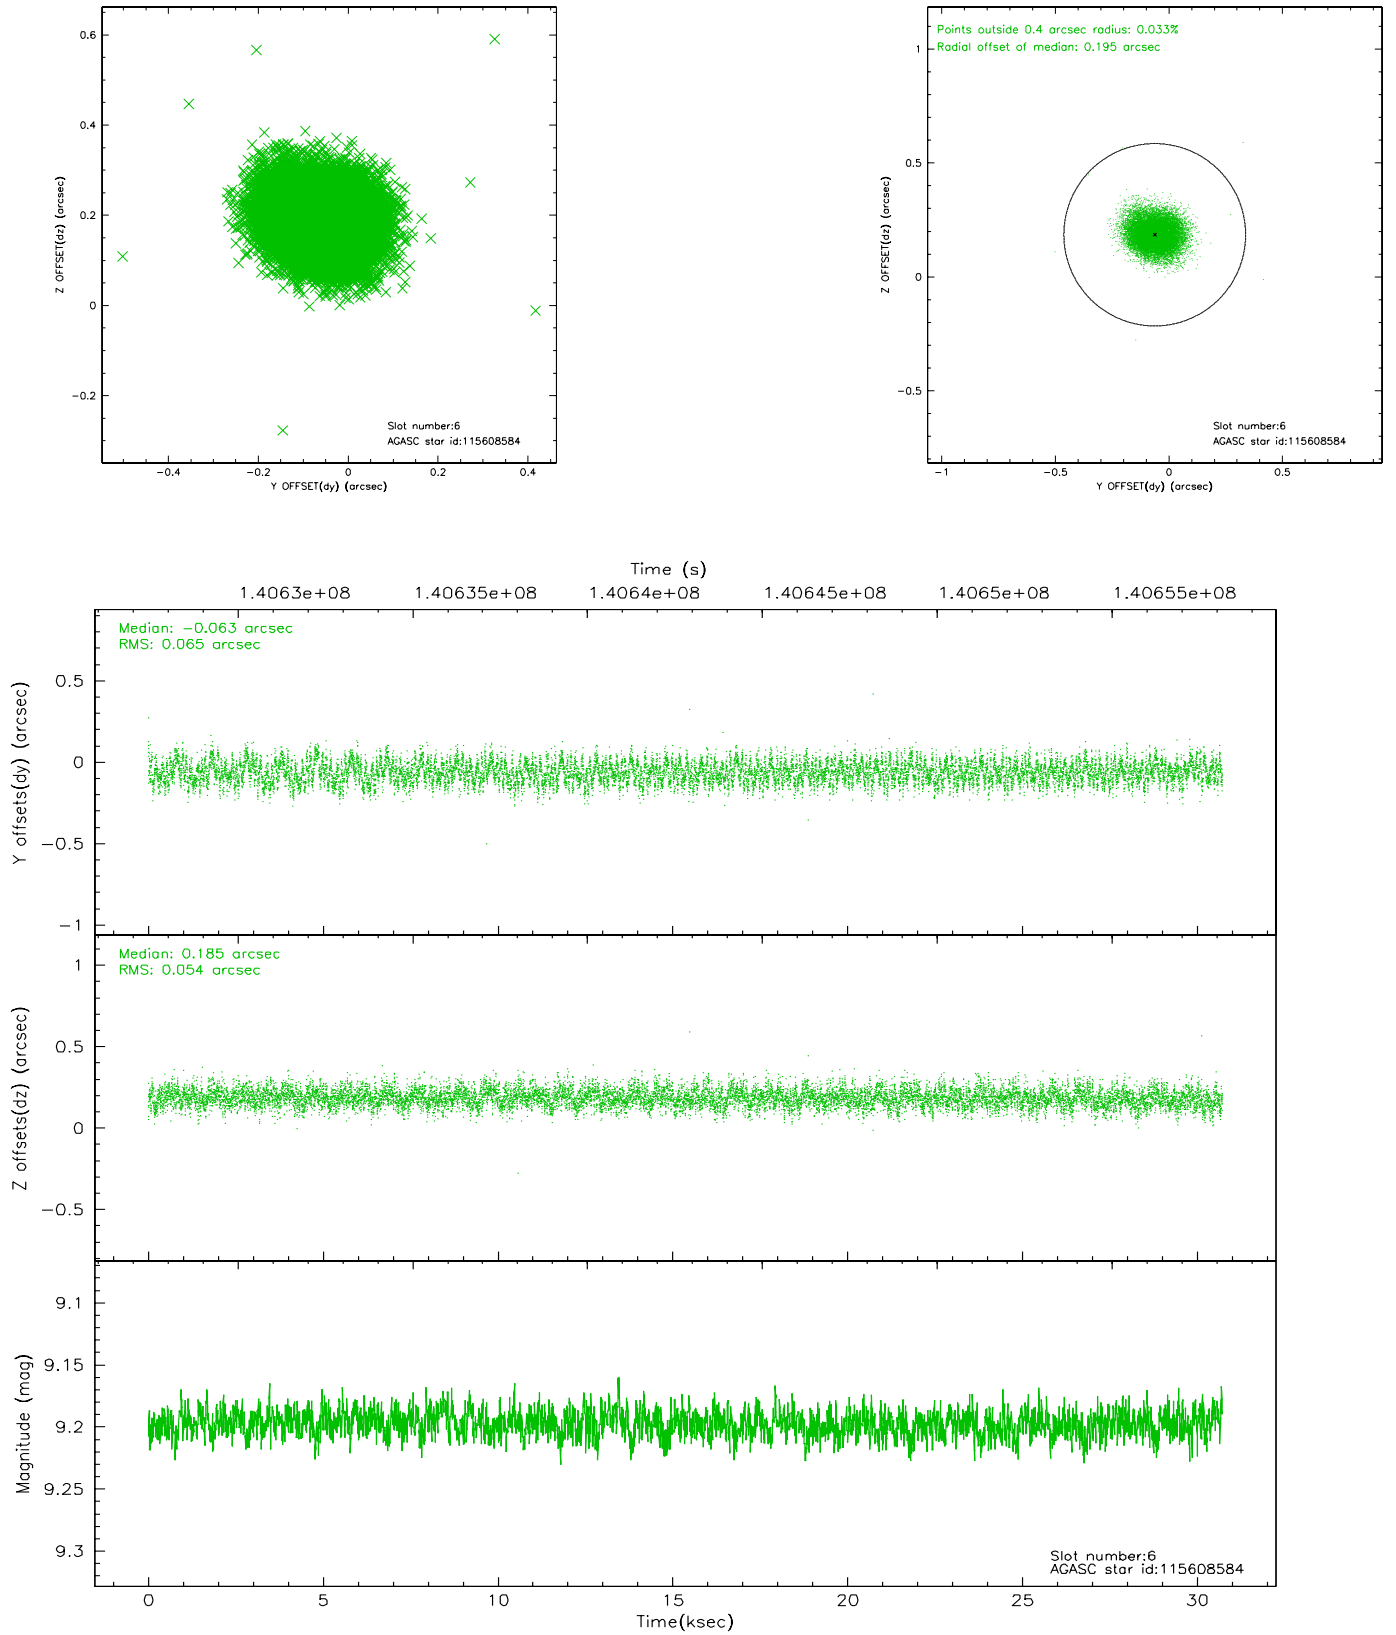 0.6
0.4
0.2
0
−0.2
−0.4
−0.2
0
0.2
0.4
Z OFFSET(dz) (arcsec)
Y OFFSET(dy) (arcsec)
Slot number:6
AGASC star id:115608584
Points outside 0.4 arcsec radius: 0.033%
Radial offset of median: 0.195 arcsec
1
0.5
0
−0.5
−1
−0.5
0
0.5
Z OFFSET(dz) (arcsec)
Y OFFSET(dy) (arcsec)
Slot number:6
AGASC star id:115608584
Time (s)
1.4063e+08 1.40635e+08 1.4064e+08 1.40645e+08 1.4065e+08 1.40655e+08
Median: −0.063 arcsec
RMS: 0.065 arcsec
0.5
0
−0.5
−1
Y offsets(dy) (arcsec)
Median: 0.185 arcsec
RMS: 0.054 arcsec
1
0.5
0
−0.5
Z offsets(dz) (arcsec)
9.1
9.15
9.2
9.25
9.3
Magnitude (mag)
Slot number:6
AGASC star id:115608584
0 5 10 15 20 25 30
Time(ksec)